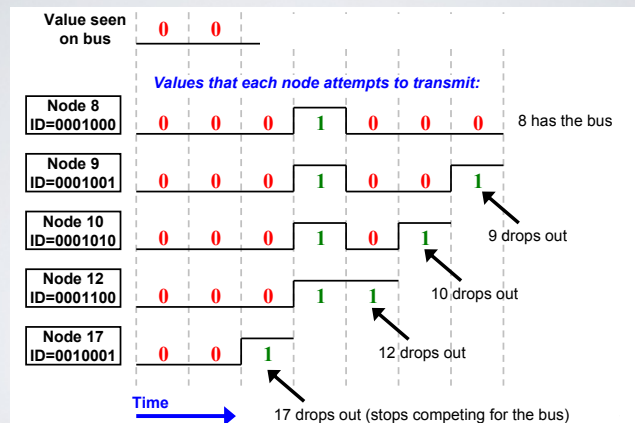 Value seen
on bus
0 0
Values that each node attempts to transmit:
Node 8
ID=0001000
0 0 0 1 0 0 0
8 has the bus
Node 9
ID=0001001
0 0 0 1 0 0 1
9 drops out
Node 10
ID=0001010
0 0 0 1 0 1
10 drops out
Node 12
ID=0001100
0 0 0 1 1
12 drops out
Node 17
ID=0010001
0 0 1
Time
17 drops out (stops competing for the bus)